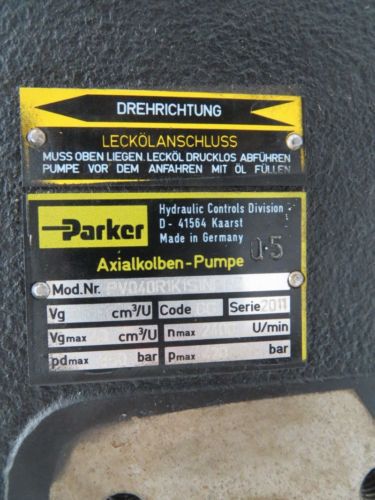 DREHRICHTUNG
LECKÖLANSCHLUSS
MUSS OBEN LIEGEN. LECKÖL DRUCKLOS ABFÜHREN
PUMPE VOR DEM ANFAHREN MIT ÖL FÜLLEN
Parker
Hydraulic Controls Division
D- 41564 Kaarst
Made in Germany
Axialkolben-Pumpe
Mod.Nr.
Vg cm³/U Code Serie 2011
Vgmax cm³/U nmax U/min
pdmax bar pmax bar